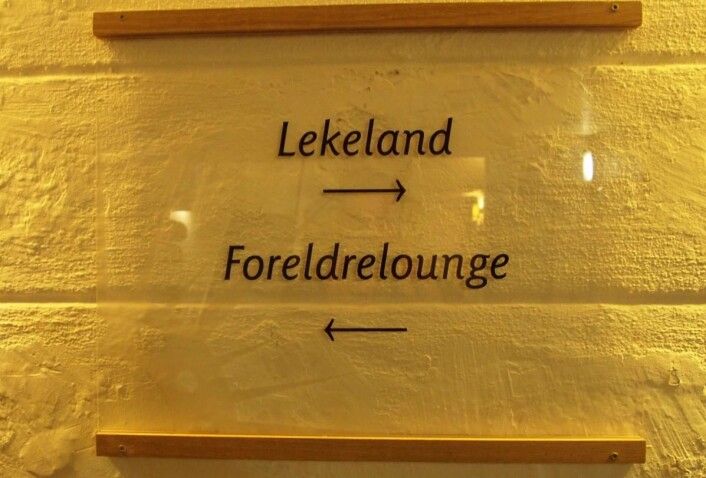 Lekeland
→
Foreldrelounge
←